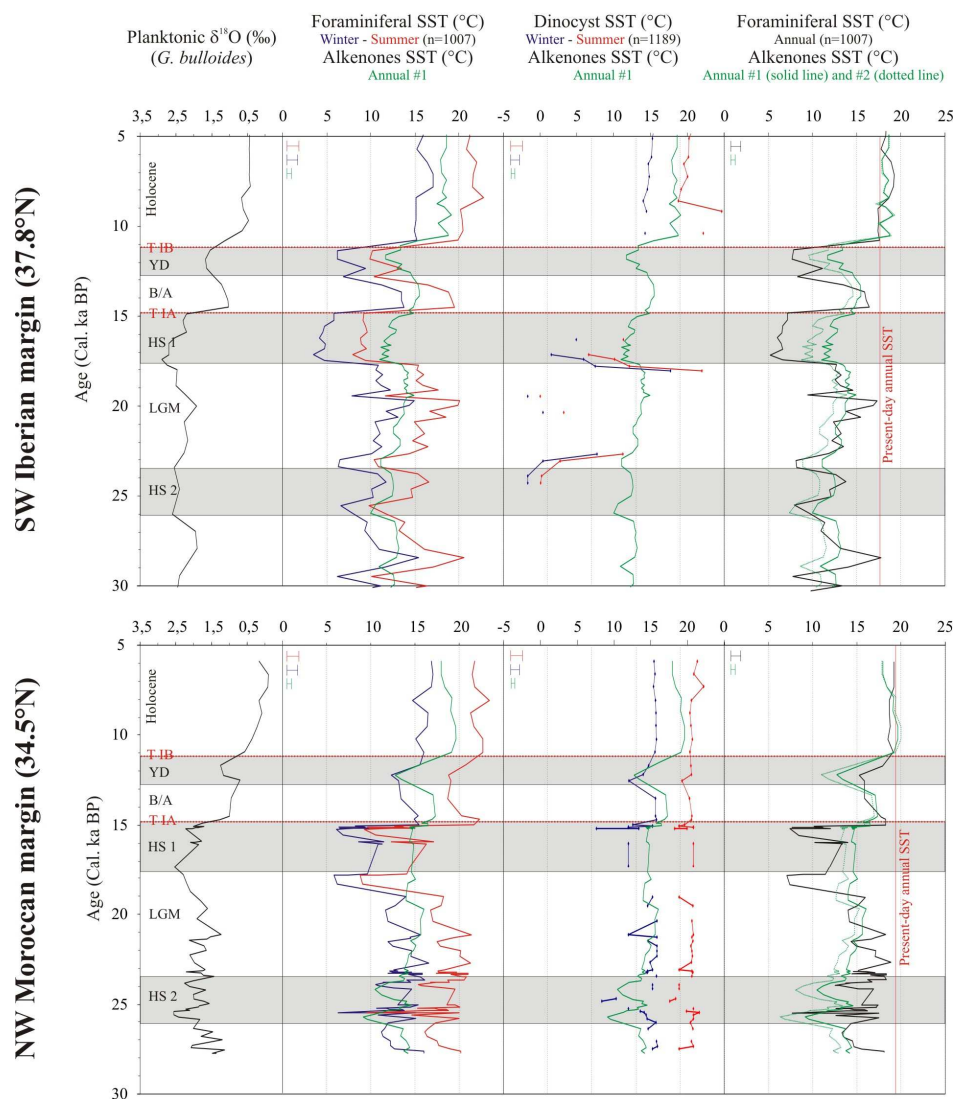 Planktonic δ¹⁸O (‰)
(G. bulloides)
Foraminiferal SST (°C)
Winter - Summer (n=1007)
Alkenones SST (°C)
Annual #1
Dinocyst SST (°C)
Winter - Summer (n=1189)
Alkenones SST (°C)
Annual #1
Foraminiferal SST (°C)
Annual (n=1007)
Alkenones SST (°C)
Annual #1 (solid line) and #2 (dotted line)
3,5 2,5 1,5 0,5 0 5 10 15 20 -5 0 5 10 15 20 0 5 10 15 20 25
SW Iberian margin (37.8°N)
Age (Cal. ka BP)
5
10
15
20
25
30
Holocene
T IB
YD
B/A
T IA
HS 1
LGM
HS 2
Present-day annual SST
3,5 2,5 1,5 0,5 0 5 10 15 20 -5 0 5 10 15 20 0 5 10 15 20 25
NW Moroccan margin (34.5°N)
Age (Cal. ka BP)
5
10
15
20
25
30
Holocene
T IB
YD
B/A
T IA
HS 1
LGM
HS 2
Present-day annual SST